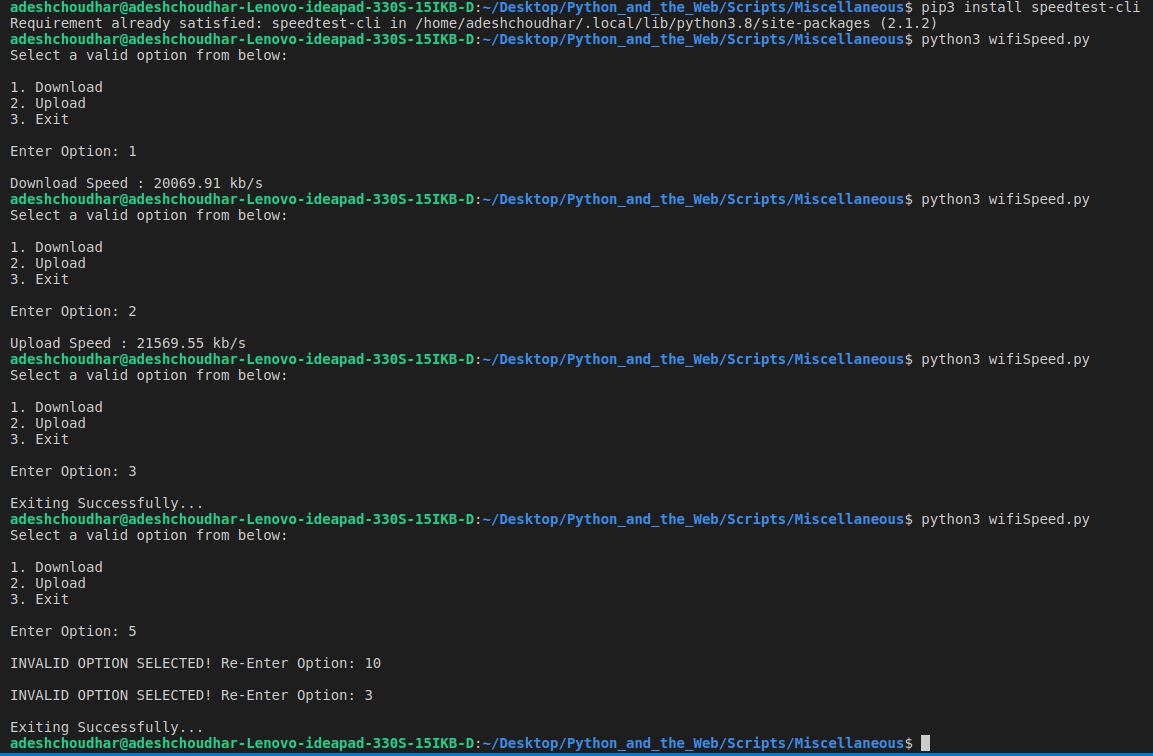 adeshchoudhar@adeshchoudhar-Lenovo-ideapad-330S-15IKB-D:~/Desktop/Python_and_the_Web/Scripts/Miscellaneous$ pip3 install speedtest-cli
Requirement already satisfied: speedtest-cli in /home/adeshchoudhar/.local/lib/python3.8/site-packages (2.1.2)
adeshchoudhar@adeshchoudhar-Lenovo-ideapad-330S-15IKB-D:~/Desktop/Python_and_the_Web/Scripts/Miscellaneous$ python3 wifiSpeed.py
Select a valid option from below:
1. Download
2. Upload
3. Exit
Enter Option: 1
Download Speed : 20069.91 kb/s
adeshchoudhar@adeshchoudhar-Lenovo-ideapad-330S-15IKB-D:~/Desktop/Python_and_the_Web/Scripts/Miscellaneous$ python3 wifiSpeed.py
Select a valid option from below:
1. Download
2. Upload
3. Exit
Enter Option: 2
Upload Speed : 21569.55 kb/s
adeshchoudhar@adeshchoudhar-Lenovo-ideapad-330S-15IKB-D:~/Desktop/Python_and_the_Web/Scripts/Miscellaneous$ python3 wifiSpeed.py
Select a valid option from below:
1. Download
2. Upload
3. Exit
Enter Option: 3
Exiting Successfully...
adeshchoudhar@adeshchoudhar-Lenovo-ideapad-330S-15IKB-D:~/Desktop/Python_and_the_Web/Scripts/Miscellaneous$ python3 wifiSpeed.py
Select a valid option from below:
1. Download
2. Upload
3. Exit
Enter Option: 5
INVALID OPTION SELECTED! Re-Enter Option: 10
INVALID OPTION SELECTED! Re-Enter Option: 3
Exiting Successfully...
adeshchoudhar@adeshchoudhar-Lenovo-ideapad-330S-15IKB-D:~/Desktop/Python_and_the_Web/Scripts/Miscellaneous$